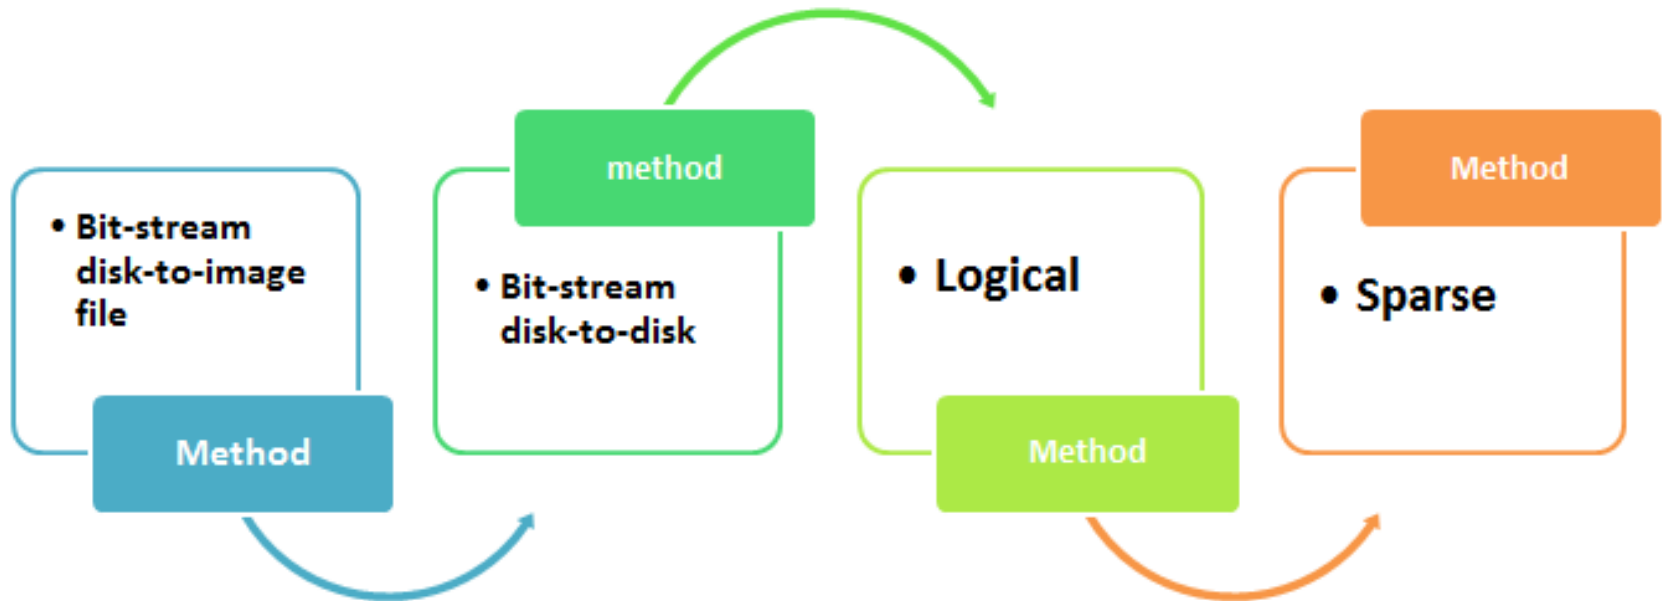 • Bit-stream
disk-to-image
file
Method
method
• Bit-stream
disk-to-disk
• Logical
Method
Method
• Sparse